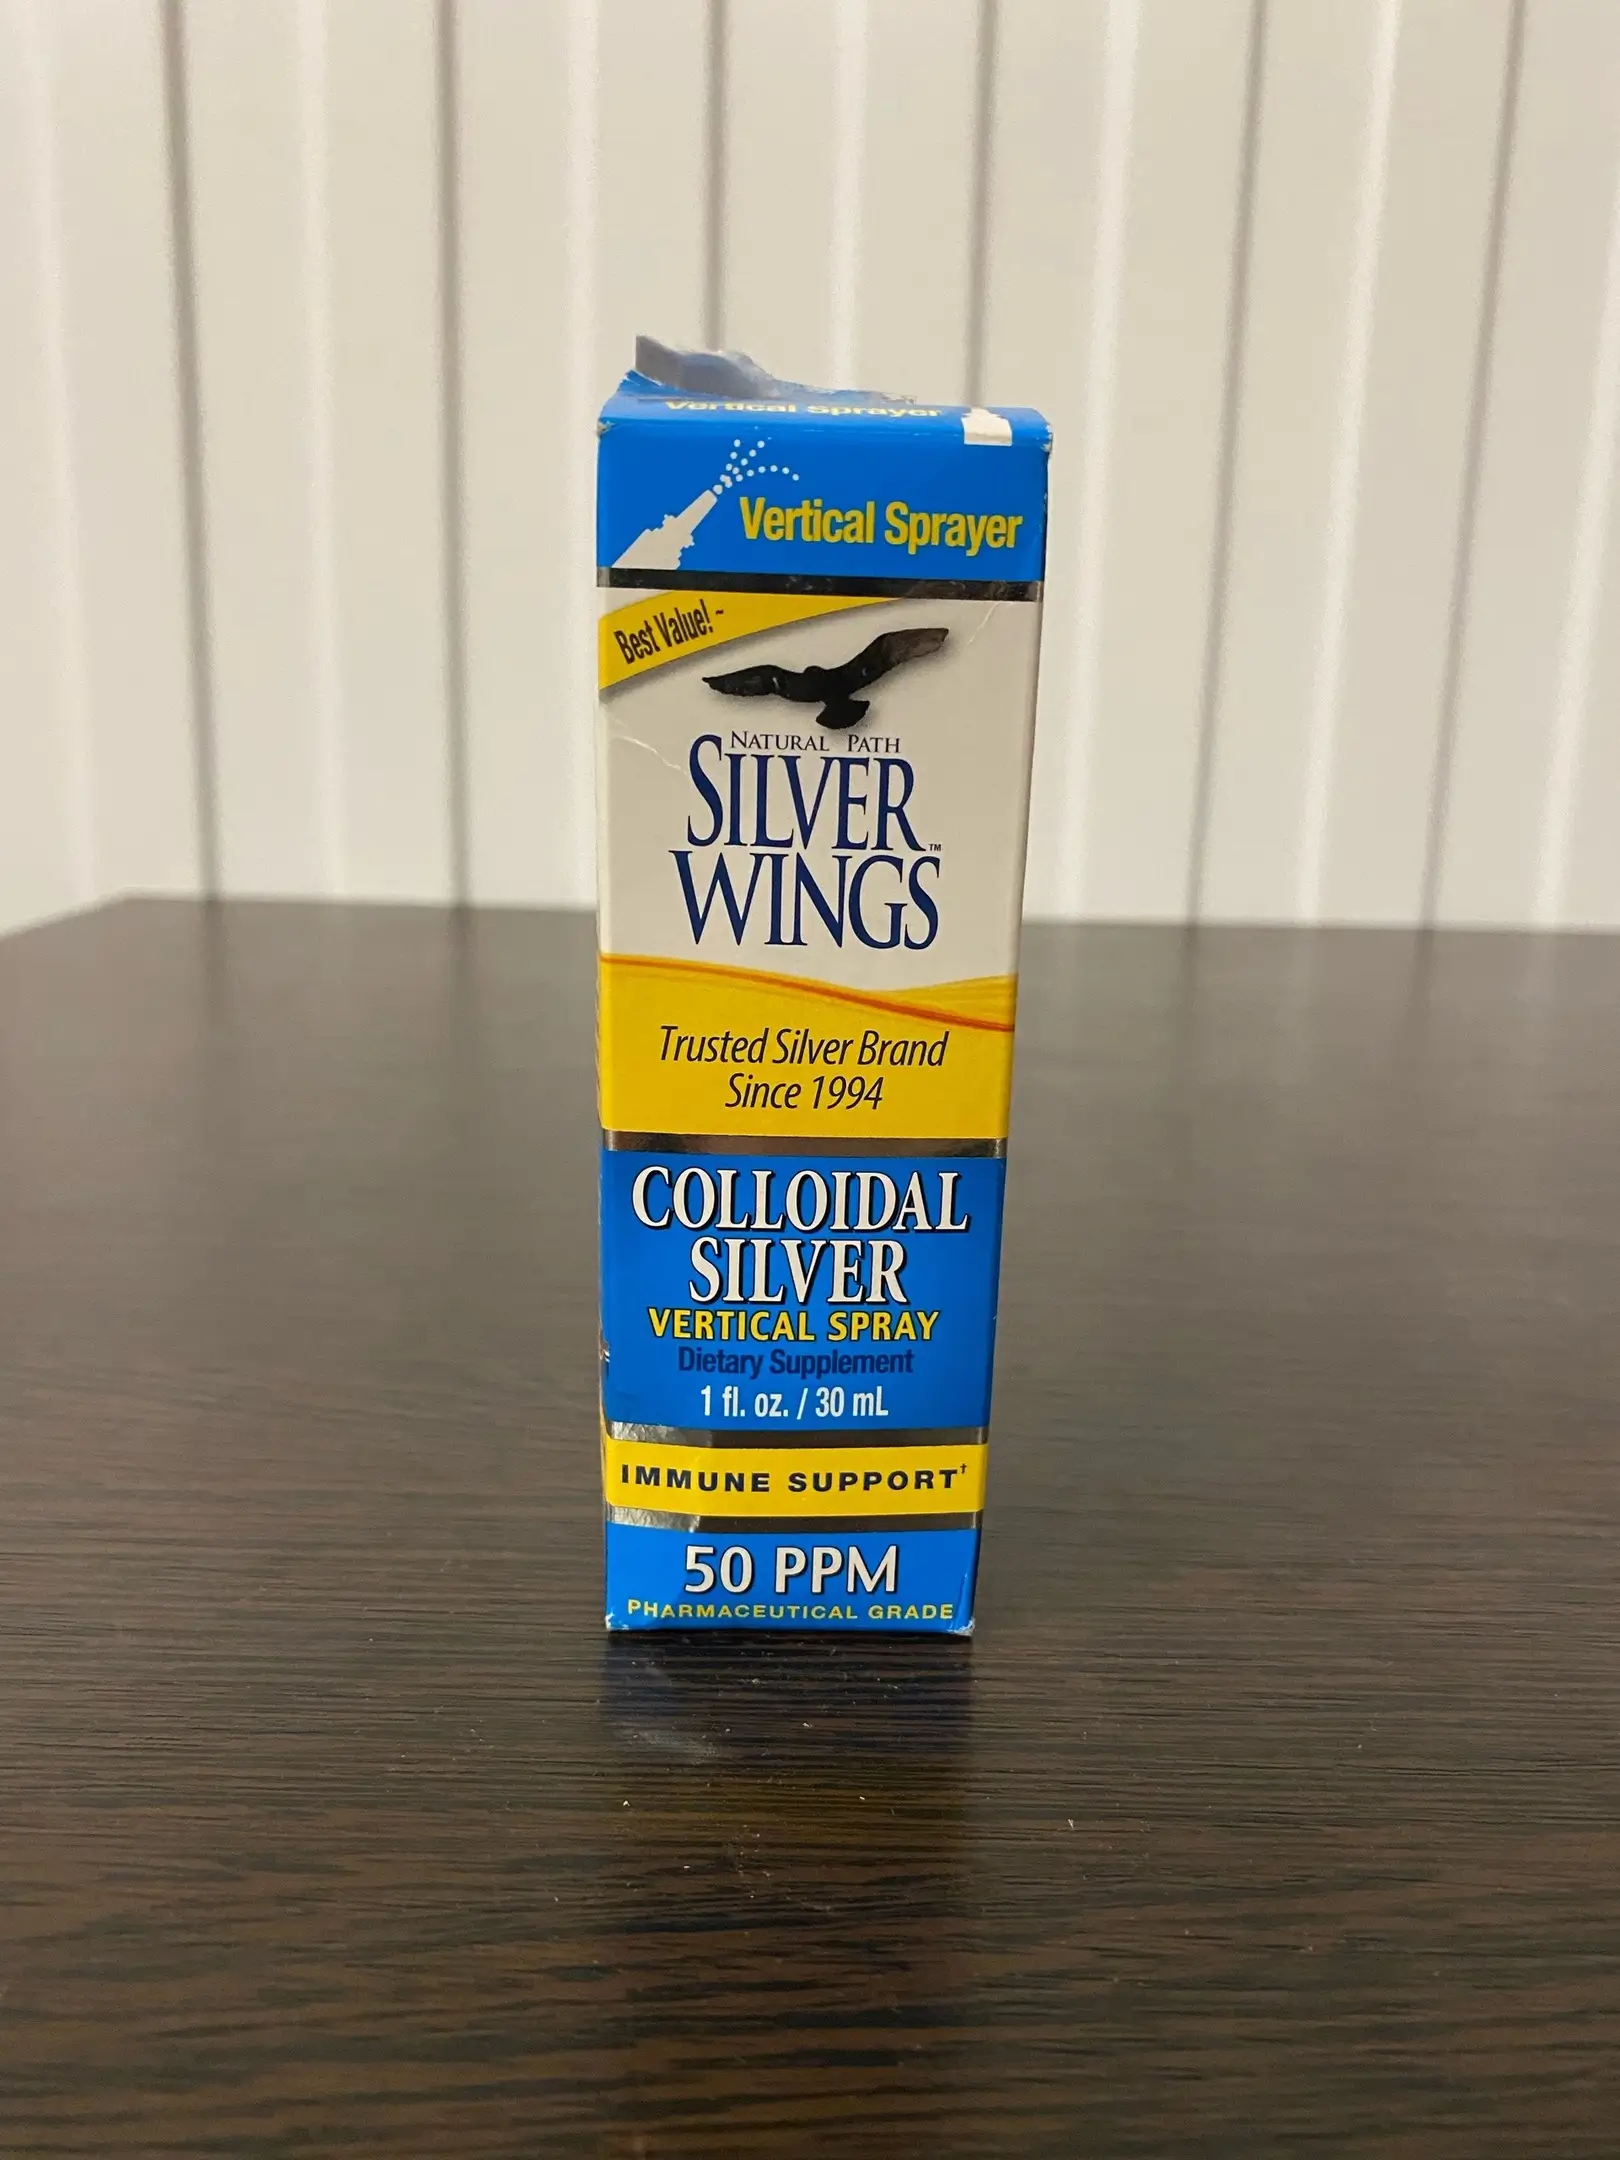 Vertical Sprayer
Vertical Sprayer
Best Value! ~
NATURAL PATH
SILVER
WINGS™
Trusted Silver Brand
Since 1994
COLLOIDAL
SILVER
VERTICAL SPRAY
Dietary Supplement
1 fl. oz. / 30 mL
IMMUNE SUPPORT†
50 PPM
PHARMACEUTICAL GRADE